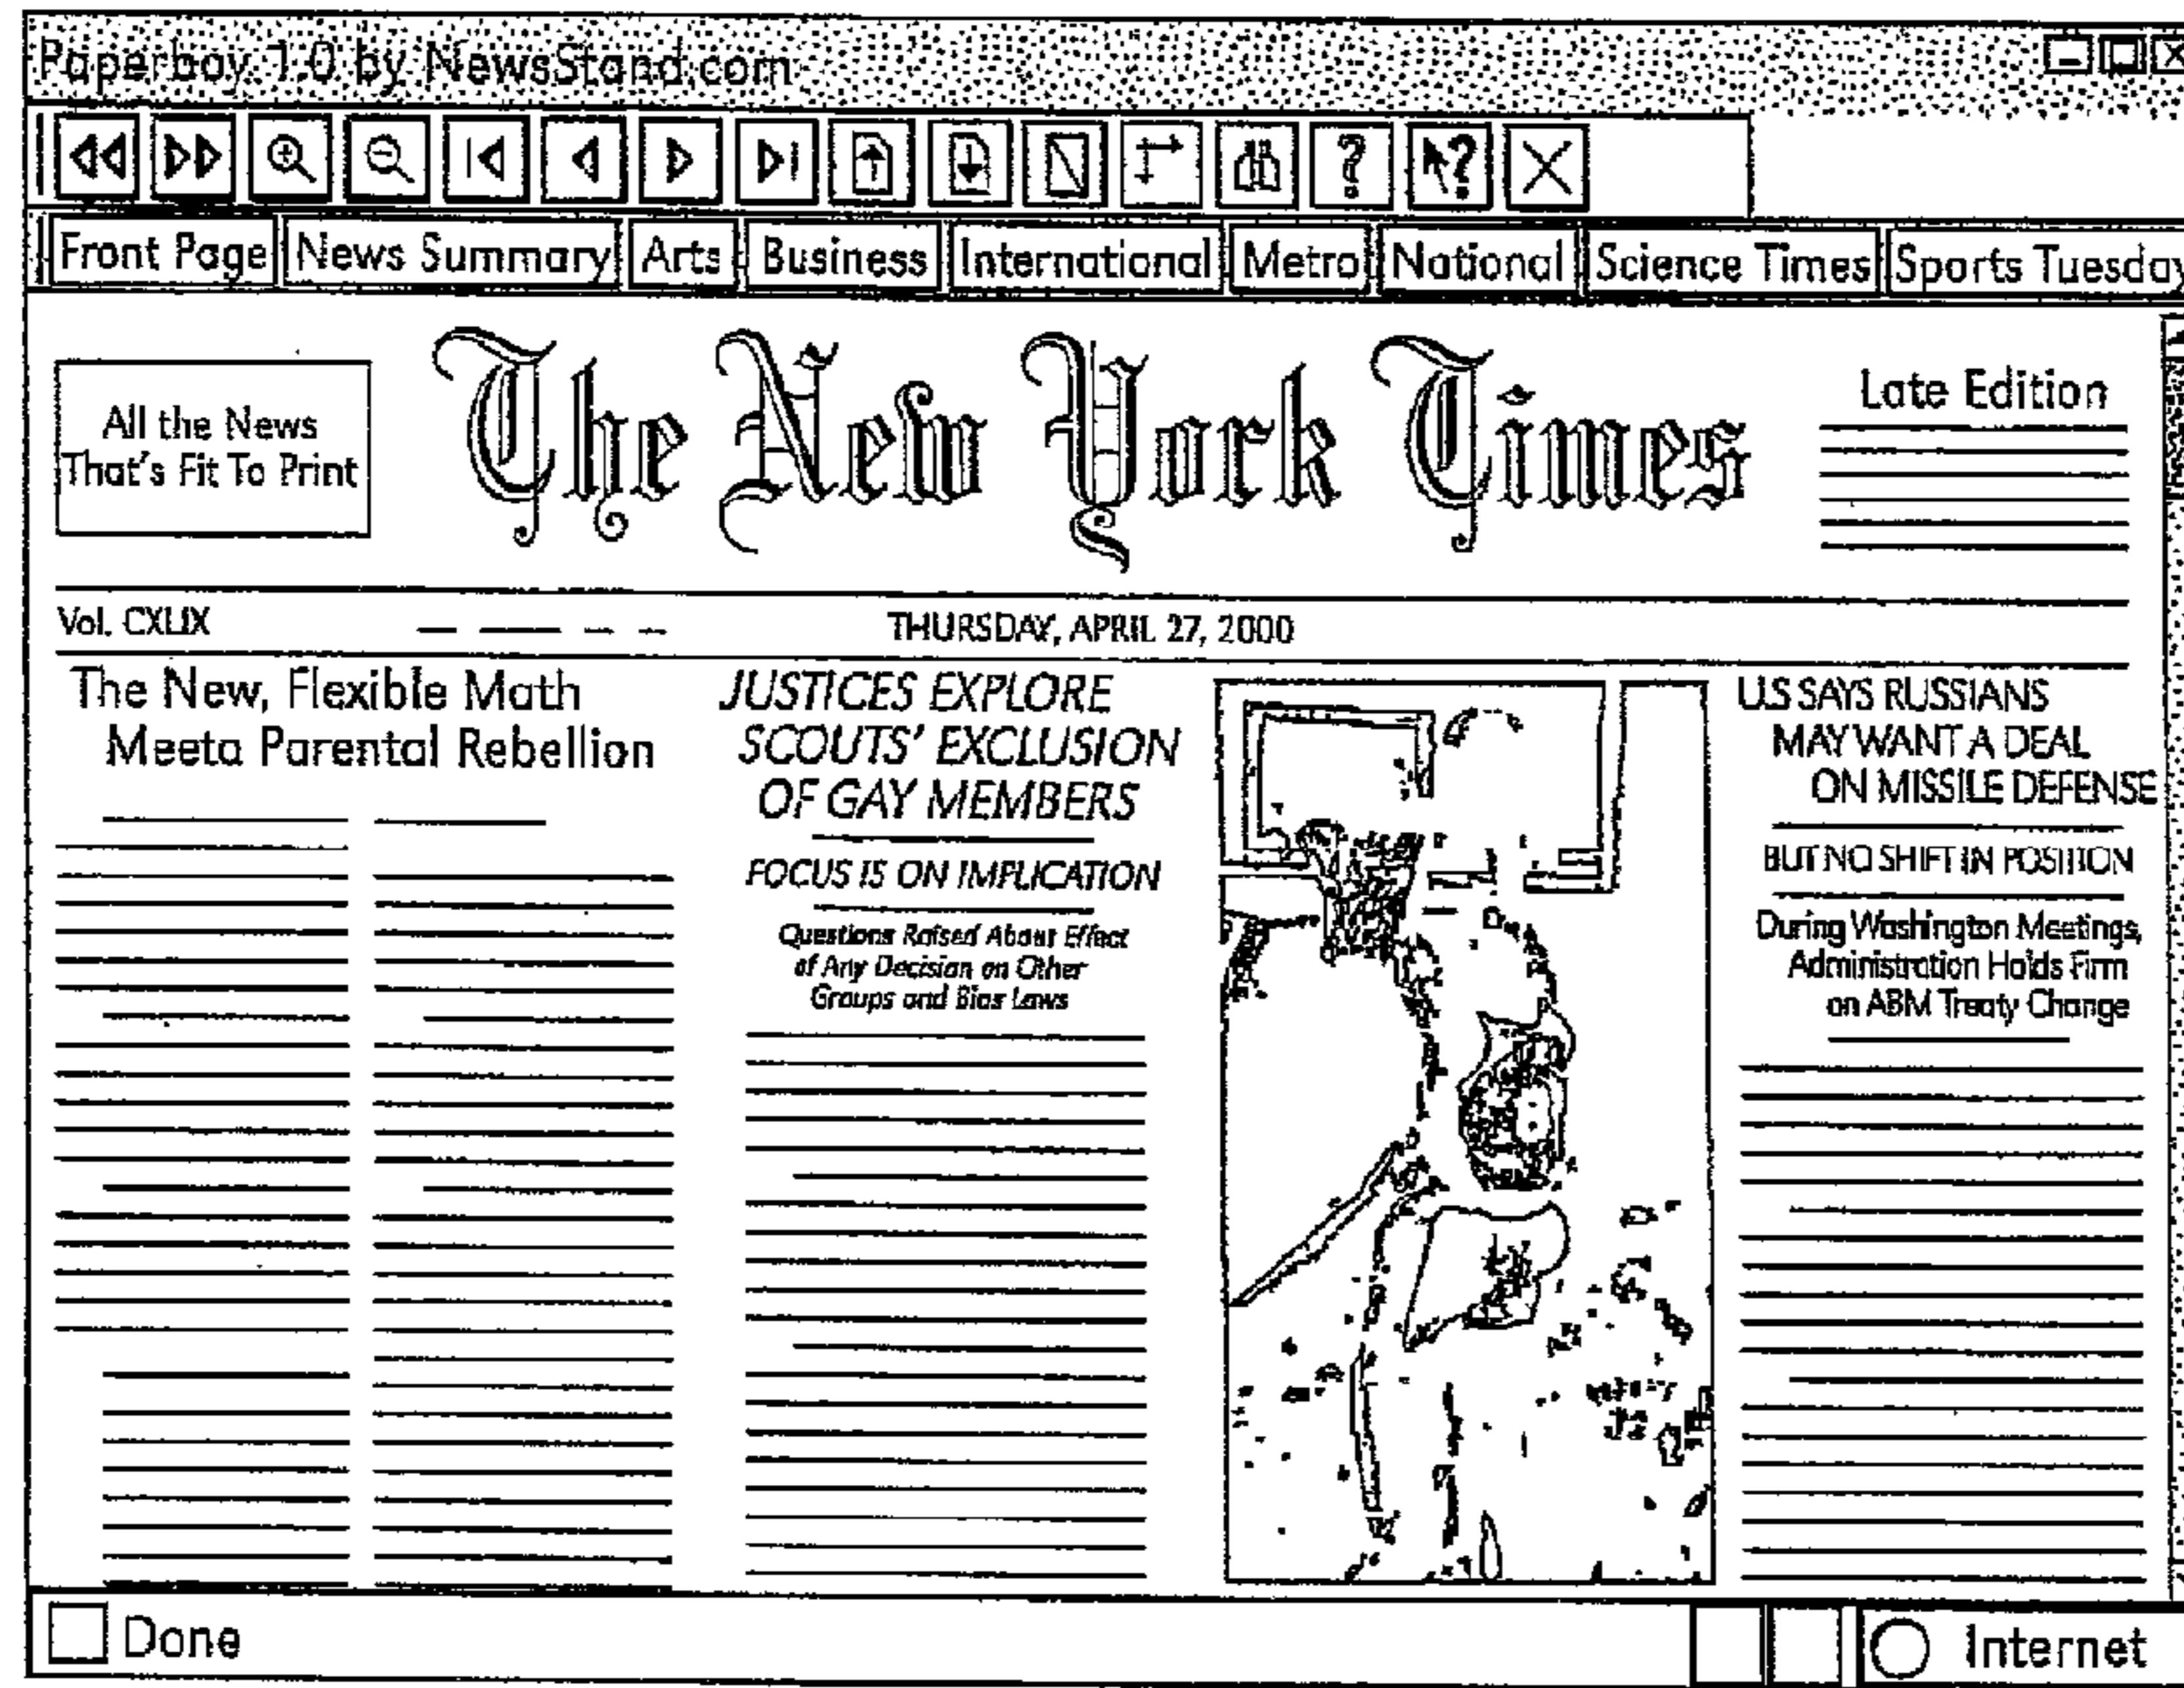 Paperboy 1.0 by NewsStand.com
Front Page News Summary Arts Business International Metro National Science Times Sports Tuesday
All the News
That's Fit To Print
The New York Times
Late Edition
Vol. CXLIX
THURSDAY, APRIL 27, 2000
The New, Flexible Math
Meeta Parental Rebellion
JUSTICES EXPLORE
SCOUTS' EXCLUSION
OF GAY MEMBERS
FOCUS IS ON IMPLICATION
Questions Raised About Effect
of Any Decision on Other
Groups and Bias Laws
U.S SAYS RUSSIANS
MAY WANT A DEAL
ON MISSILE DEFENSE
BUT NO SHIFT IN POSITION
During Washington Meetings,
Administration Holds Firm
on ABM Treaty Change
Done
Internet